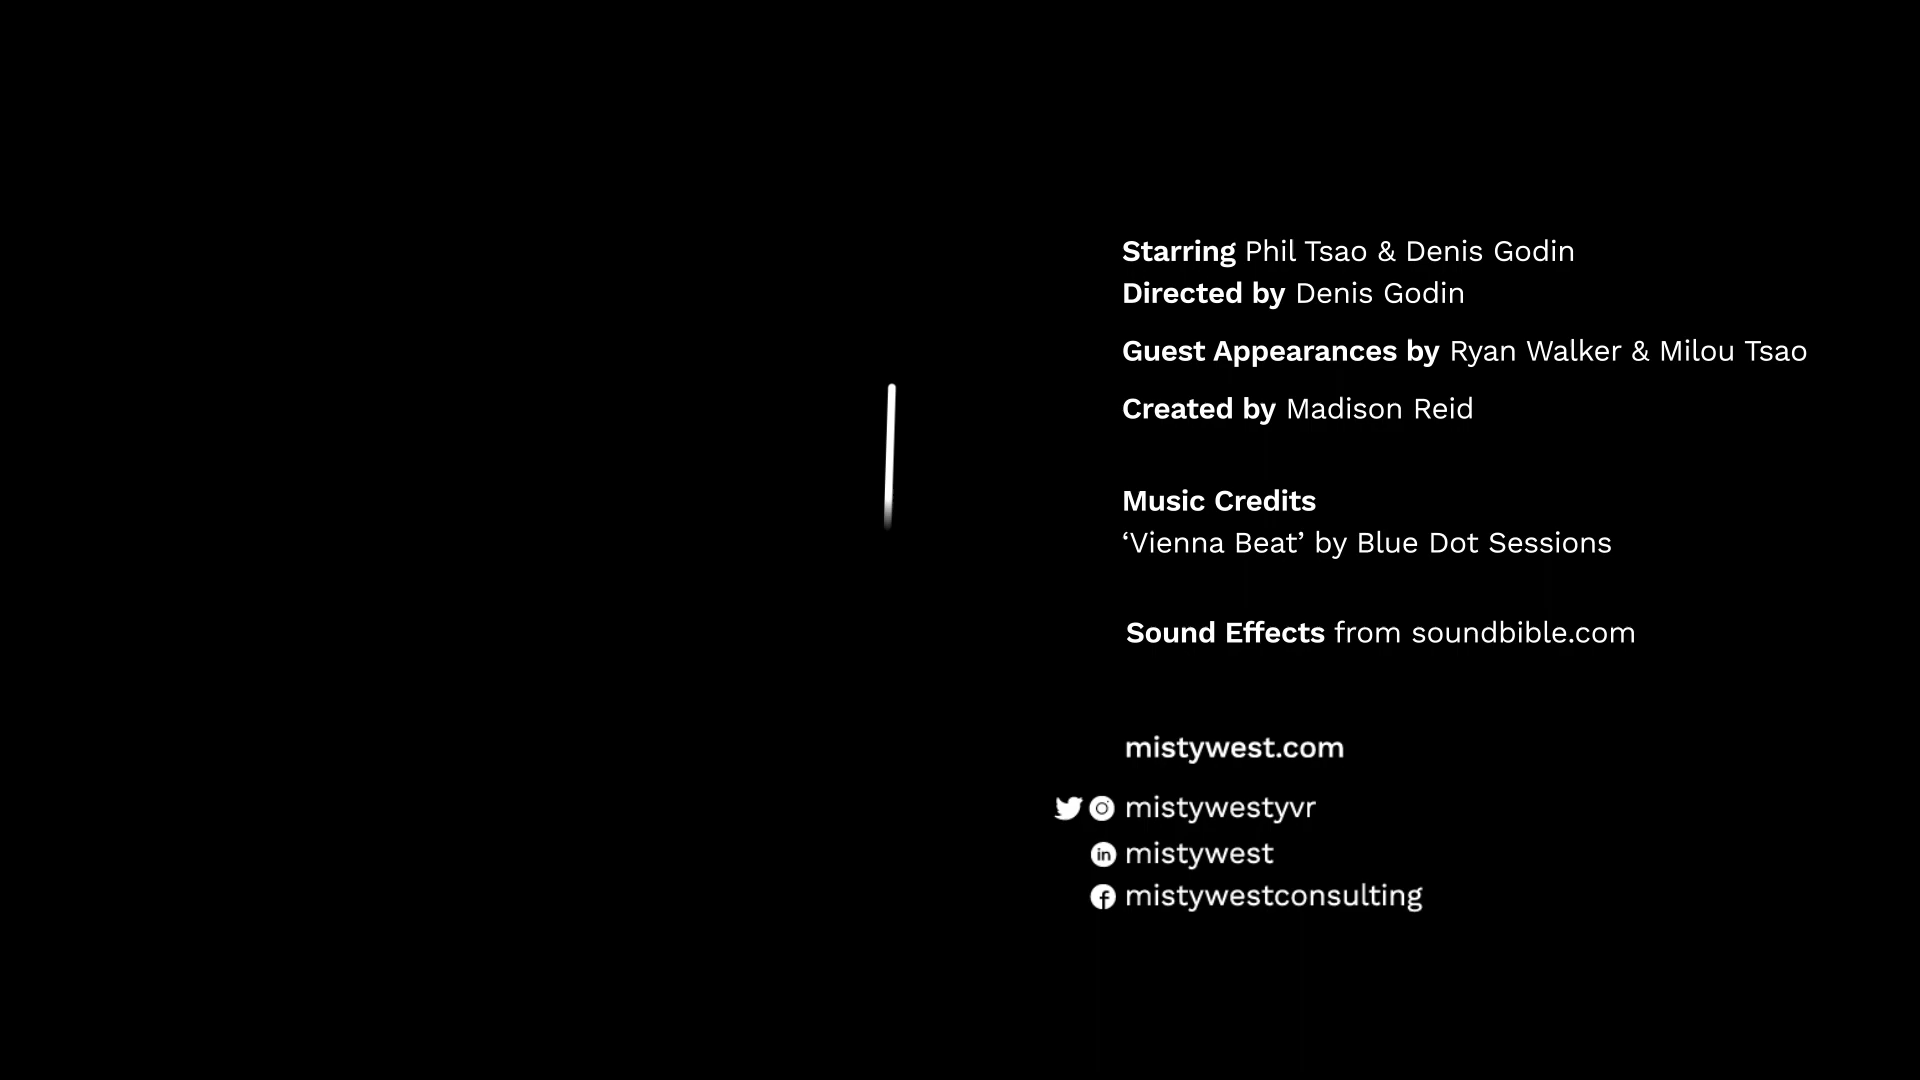 Starring Phil Tsao & Denis Godin
Directed by Denis Godin
Guest Appearances by Ryan Walker & Milou Tsao
Created by Madison Reid
Music Credits
‘Vienna Beat’ by Blue Dot Sessions
Sound Effects from soundbible.com
mistywest.com
mistywestyvr
mistywest
mistywestconsulting